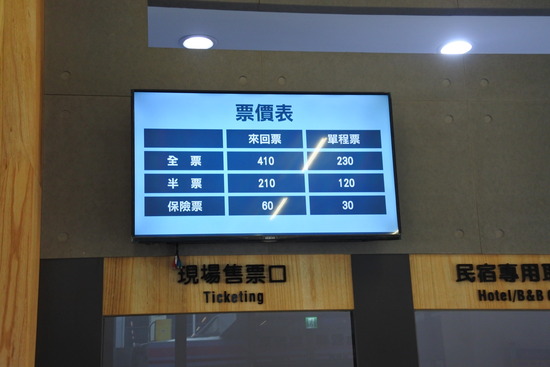 票價表
來回票 單程票
全 票 410 230
半 票 210 120
保險票 60 30
現場售票口
Ticketing
民宿專用
Hotel/B&B